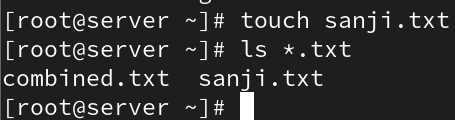 [root@server ~]# touch sanji.txt
[root@server ~]# ls *.txt
combined.txt  sanji.txt
[root@server ~]#